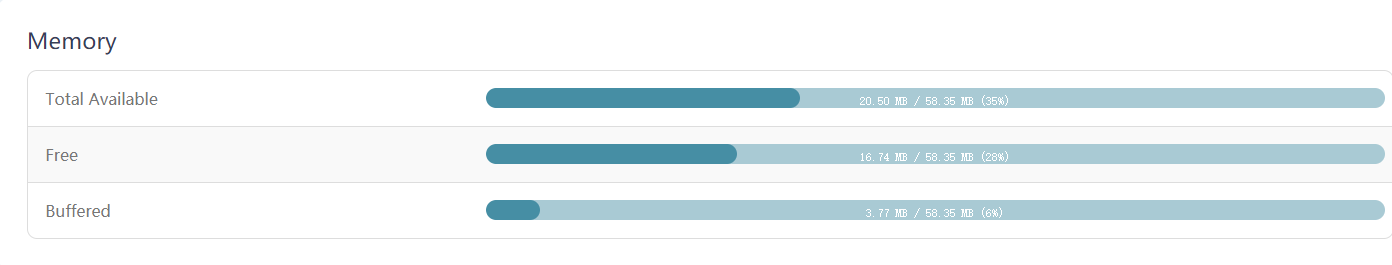 Memory
Total Available 20.50 MB / 58.35 MB (35%)
Free 16.74 MB / 58.35 MB (28%)
Buffered 3.77 MB / 58.35 MB (6%)